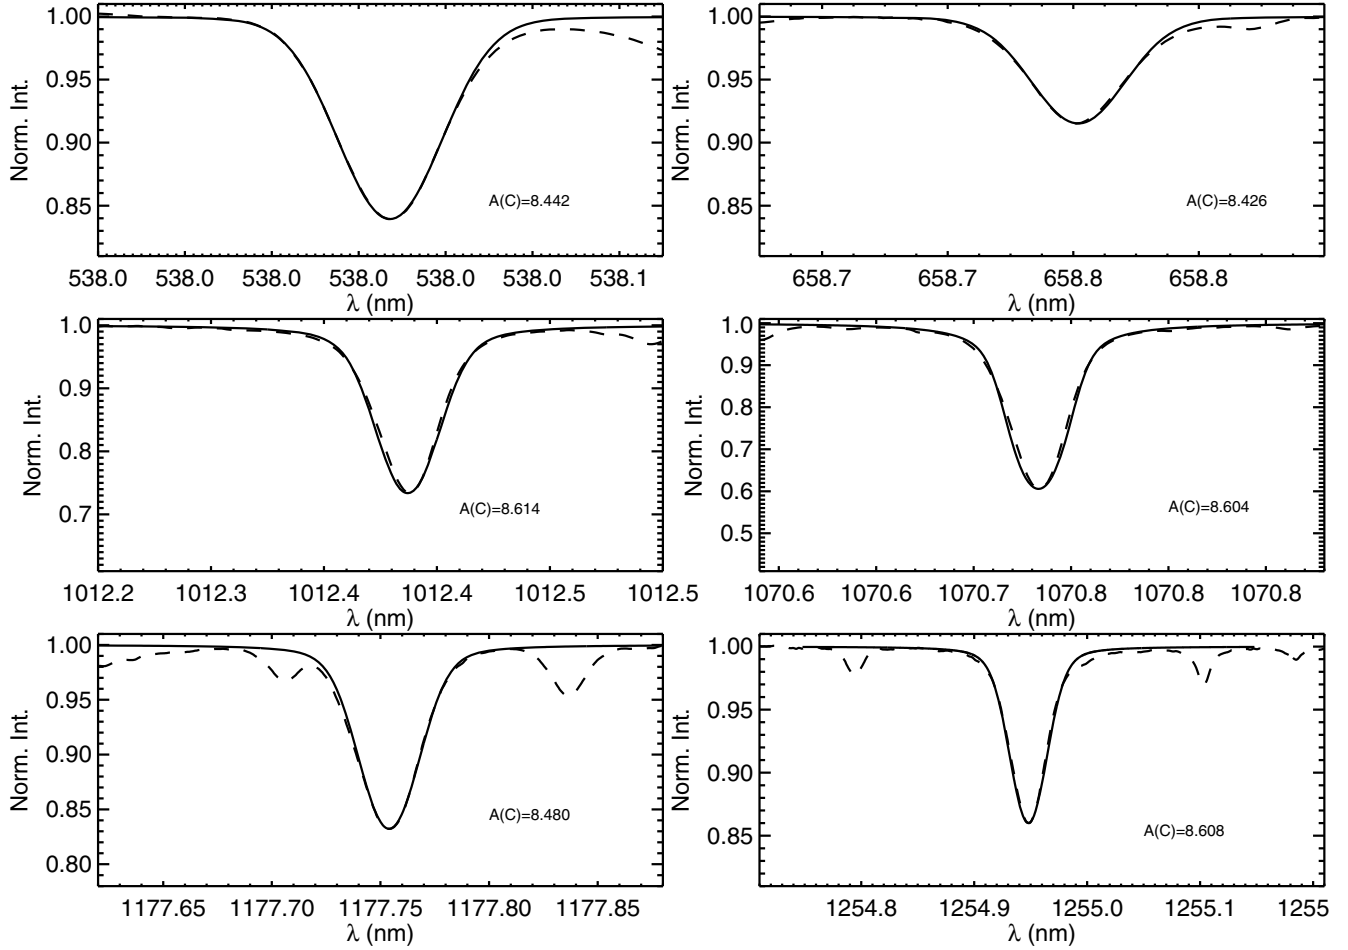 1.00
0.95
0.90
0.85
Norm. Int.
A(C)=8.442
538.0 538.0 538.0 538.0 538.0 538.0 538.1
λ (nm)
1.00
0.95
0.90
0.85
Norm. Int.
A(C)=8.426
658.7 658.7 658.8 658.8
λ (nm)
1.0
0.9
0.8
0.7
Norm. Int.
A(C)=8.614
1012.2 1012.3 1012.4 1012.4 1012.5 1012.5
λ (nm)
1.0
0.9
0.8
0.7
0.6
0.5
Norm. Int.
A(C)=8.604
1070.6 1070.6 1070.7 1070.8 1070.8 1070.8
λ (nm)
1.00
0.95
0.90
0.85
0.80
Norm. Int.
A(C)=8.480
1177.65 1177.70 1177.75 1177.80 1177.85
λ (nm)
1.00
0.95
0.90
0.85
Norm. Int.
A(C)=8.608
1254.8 1254.9 1255.0 1255.1 1255
λ (nm)